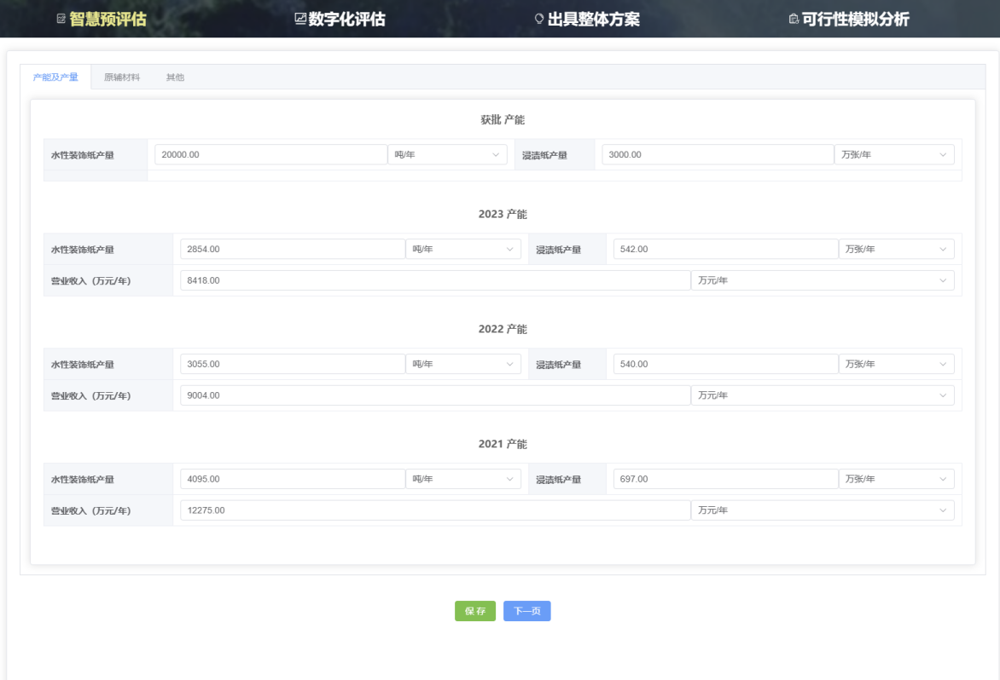 智慧预评估 数字化评估 出具整体方案 可行性模拟分析
产能及产量 原辅材料 其他
获批 产能
水性装饰纸产量 20000.00 吨/年 浸渍纸产量 3000.00 万张/年
2023 产能
水性装饰纸产量 2854.00 吨/年 浸渍纸产量 542.00 万张/年
营业收入（万元/年） 8418.00 万元/年
2022 产能
水性装饰纸产量 3055.00 吨/年 浸渍纸产量 540.00 万张/年
营业收入（万元/年） 9004.00 万元/年
2021 产能
水性装饰纸产量 4095.00 吨/年 浸渍纸产量 697.00 万张/年
营业收入（万元/年） 12275.00 万元/年
保存 下一页